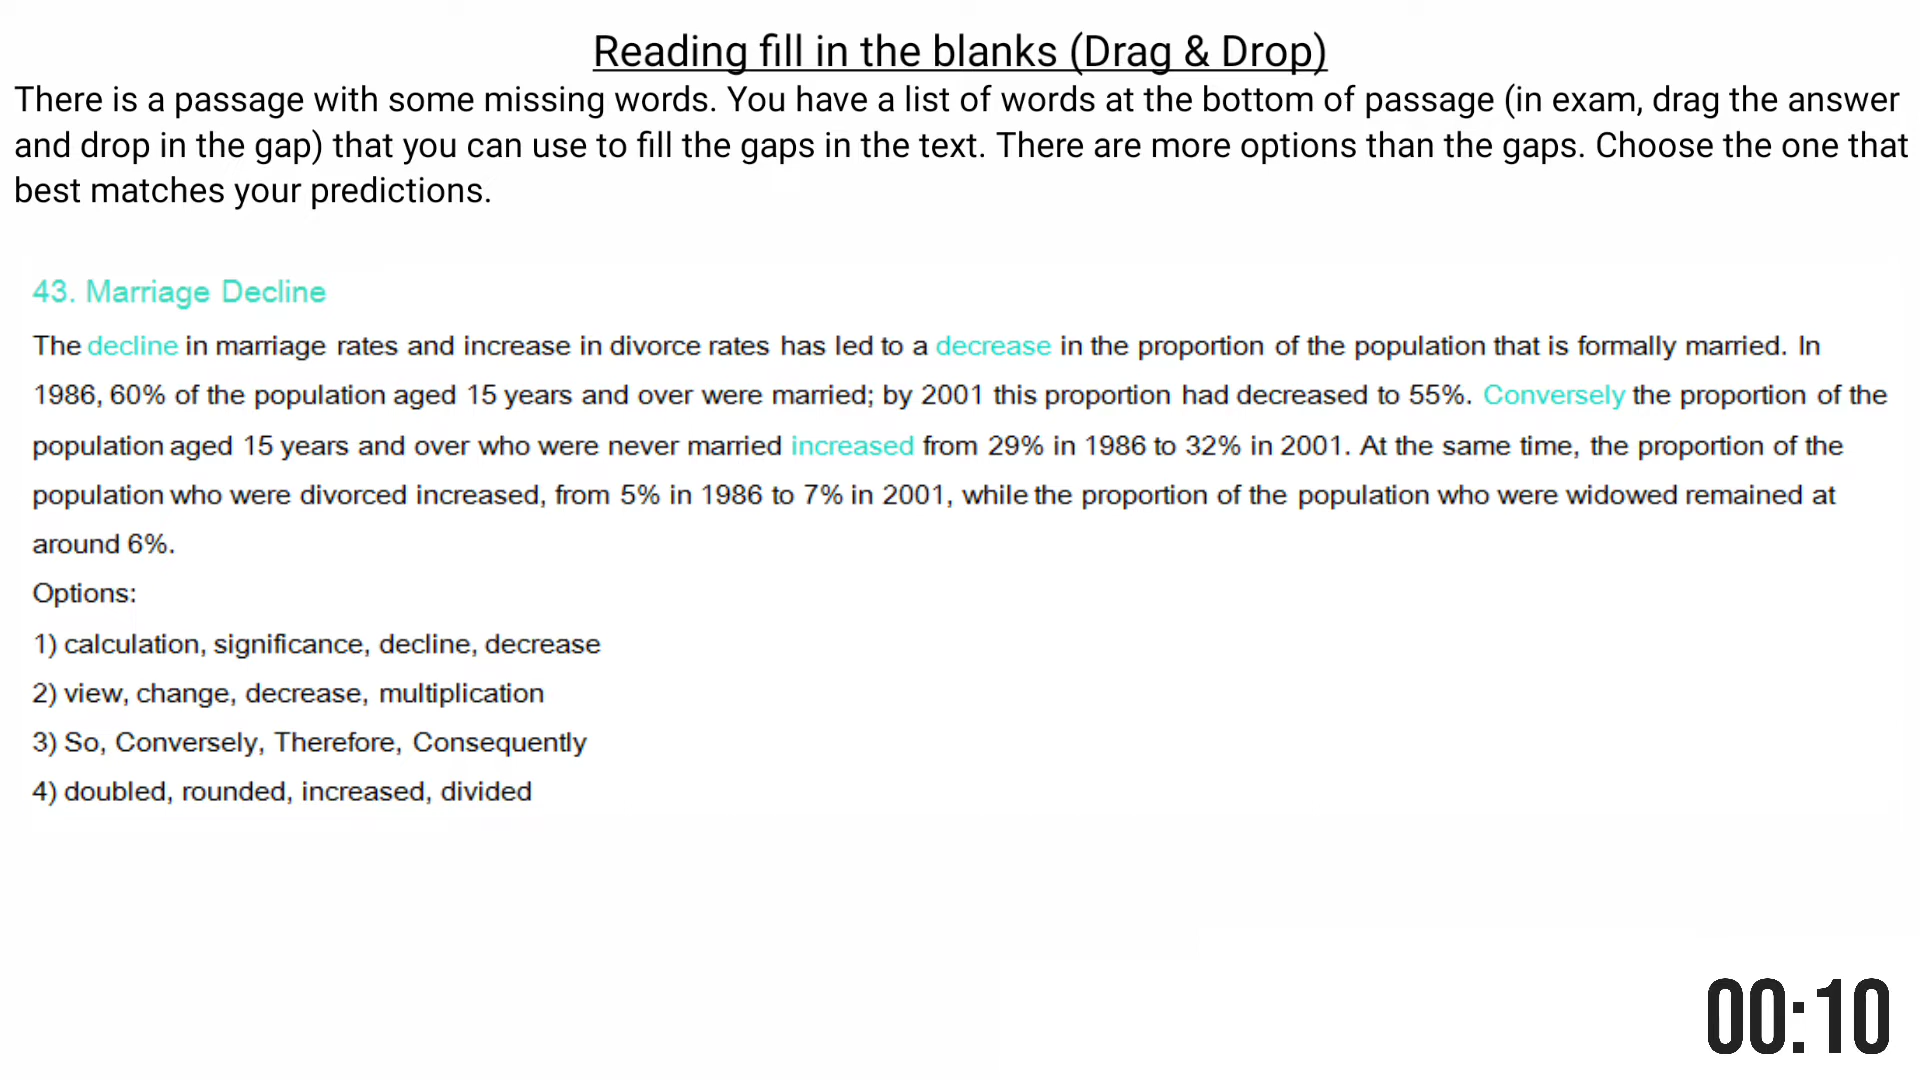 Reading fill in the blanks (Drag & Drop)
There is a passage with some missing words. You have a list of words at the bottom of passage (in exam, drag the answer
and drop in the gap) that you can use to fill the gaps in the text. There are more options than the gaps. Choose the one that
best matches your predictions.
43. Marriage Decline
The decline in marriage rates and increase in divorce rates has led to a decrease in the proportion of the population that is formally married. In
1986, 60% of the population aged 15 years and over were married; by 2001 this proportion had decreased to 55%. Conversely the proportion of the
population aged 15 years and over who were never married increased from 29% in 1986 to 32% in 2001. At the same time, the proportion of the
population who were divorced increased, from 5% in 1986 to 7% in 2001, while the proportion of the population who were widowed remained at
around 6%.
Options:
1) calculation, significance, decline, decrease
2) view, change, decrease, multiplication
3) So, Conversely, Therefore, Consequently
4) doubled, rounded, increased, divided
00:10